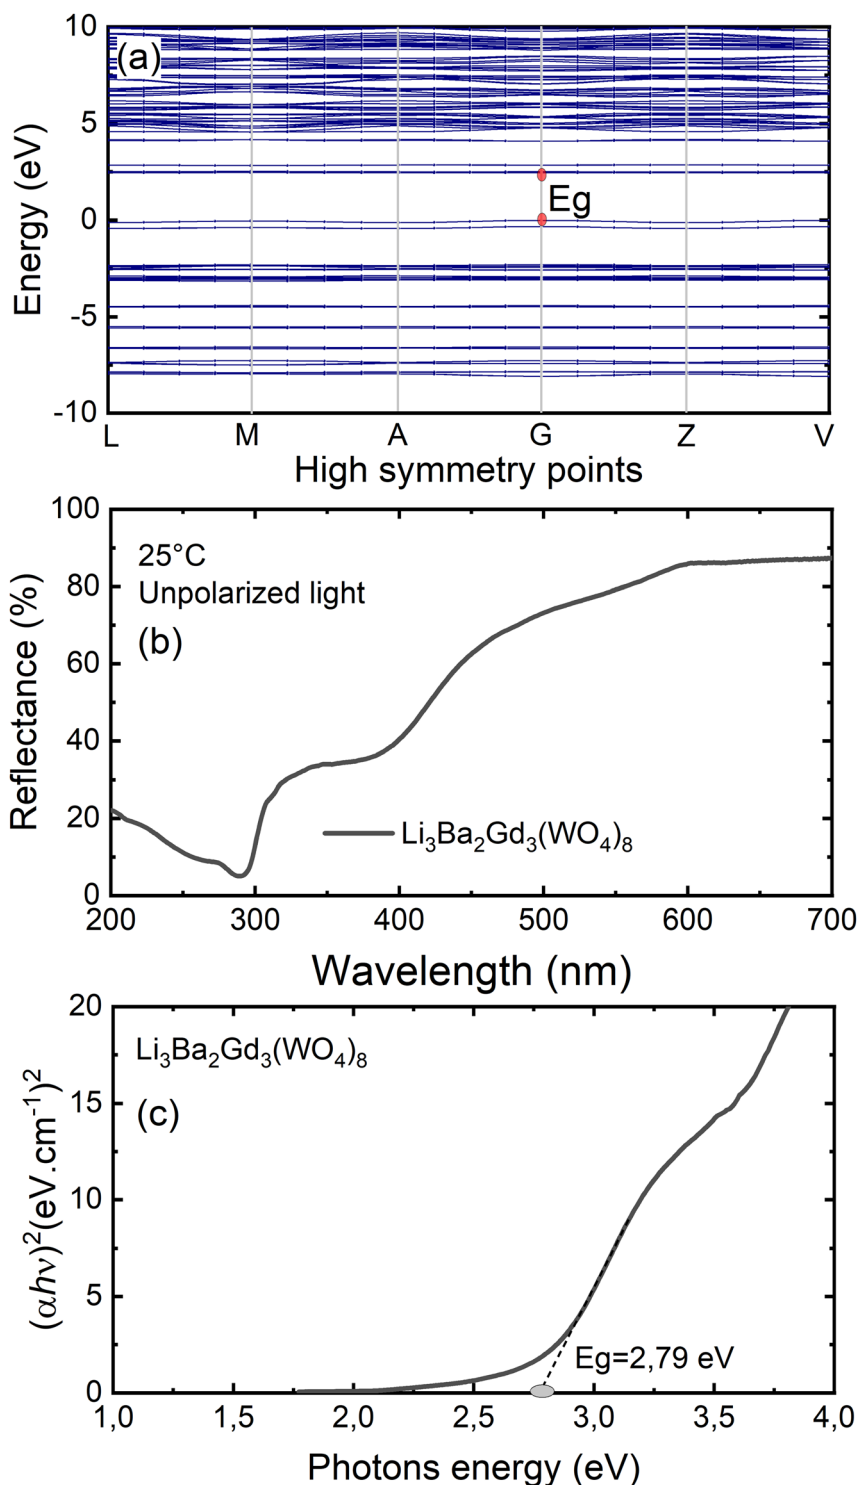 (a)
Energy (eV)
10
5
0
-5
-10
Eg
L M A G Z V
High symmetry points
100
80
60
40
20
0
Reflectance (%)
25°C
Unpolarized light
(b)
Li₃Ba₂Gd₃(WO₄)₈
200 300 400 500 600 700
Wavelength (nm)
20
15
10
5
0
(αhν)²(eV.cm⁻¹)²
Li₃Ba₂Gd₃(WO₄)₈
(c)
Eg=2,79 eV
1,0 1,5 2,0 2,5 3,0 3,5 4,0
Photons energy (eV)